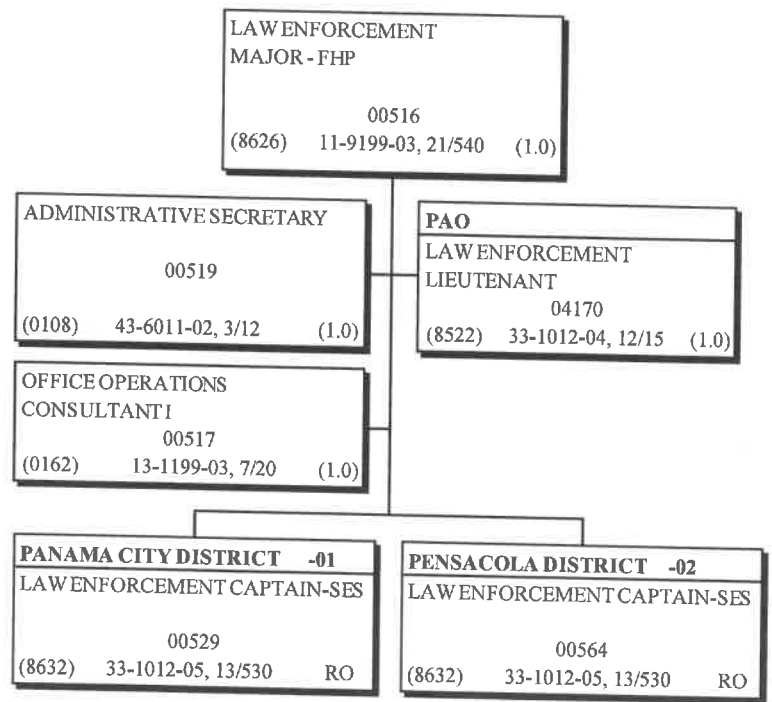 LAW ENFORCEMENT
MAJOR - FHP
00516
(8626) 11-9199-03, 21/540 (1.0)
ADMINISTRATIVE SECRETARY
00519
(0108) 43-6011-02, 3/12 (1.0)
PAO
LAW ENFORCEMENT
LIEUTENANT
04170
(8522) 33-1012-04, 12/15 (1.0)
OFFICE OPERATIONS
CONSULTANT I
00517
(0162) 13-1199-03, 7/20 (1.0)
PANAMA CITY DISTRICT -01
LAW ENFORCEMENT CAPTAIN-SES
00529
(8632) 33-1012-05, 13/530 RO
PENSACOLA DISTRICT -02
LAW ENFORCEMENT CAPTAIN-SES
00564
(8632) 33-1012-05, 13/530 RO